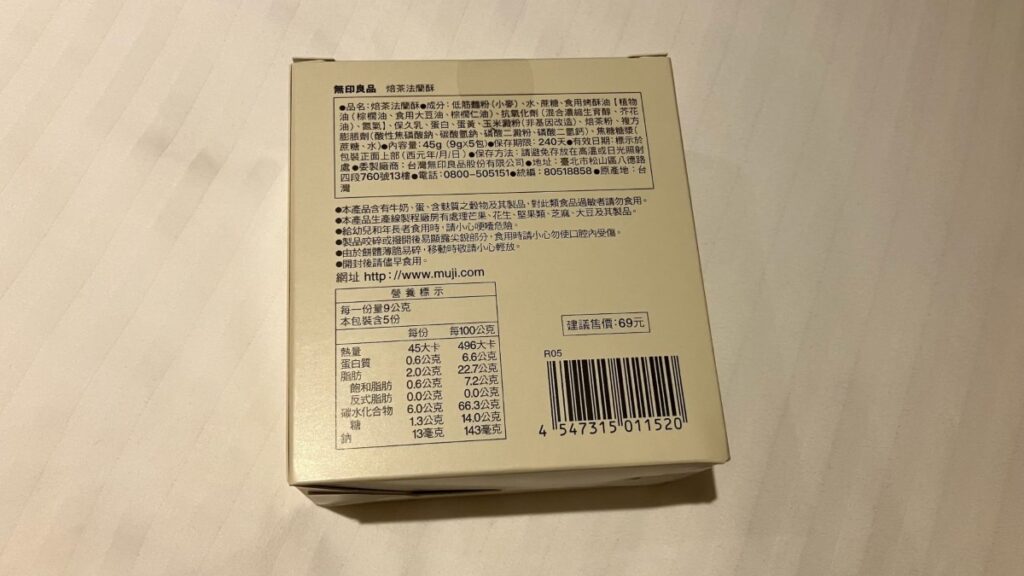 無印良品 焙茶法蘭酥
●品名:焙茶法蘭酥●成分:低筋麵粉(小麥)、水、蔗糖、食用烤酥油【植物
油(棕櫚油、食用大豆油、棕櫚仁油)、抗氧化劑(混合濃縮生育醇、芥花
油)、氮氣】、保久乳、蛋白、蛋黃、玉米澱粉(非基因改造)、焙茶粉、複方
膨脹劑(酸性焦磷酸鈉、碳酸氫鈉、磷酸二澱粉、磷酸二氫鈣)、焦糖糖漿
(蔗糖、水)●內容量:45g(9g×5包)●保存期限:240天●有效日期:標示於
包裝正面上部(西元年/月/日)●保存方法:請避免存放在高溫或日光照射
處●委製廠商:台灣無印良品股份有限公司●地址:臺北市松山區八德路
四段760號13樓●電話:0800-505151●統編:80518858●原產地:台
灣
●本產品含有牛奶、蛋、含麩質之穀物及其製品,對此類食品過敏者請勿食用。
●本產品生產線製程廠房有處理芒果、花生、堅果類、芝麻、大豆及其製品。
●給幼兒和年長者食用時,請小心哽噎危險。
●製品咬碎或撥開後易顯露尖銳部分,食用時請小心勿使口腔內受傷。
●由於餅體薄脆易碎,移動時敬請小心輕放。
●開封後請儘早食用。
網址 http://www.muji.com
營養標示
每一份量9公克
本包裝含5份
每份 每100公克
熱量 45大卡 496大卡
蛋白質 0.6公克 6.6公克
脂肪 2.0公克 22.7公克
飽和脂肪 0.6公克 7.2公克
反式脂肪 0.0公克 0.0公克
碳水化合物 6.0公克 66.3公克
糖 1.3公克 14.0公克
鈉 13毫克 143毫克
建議售價:69元
R05
4 547315 011520